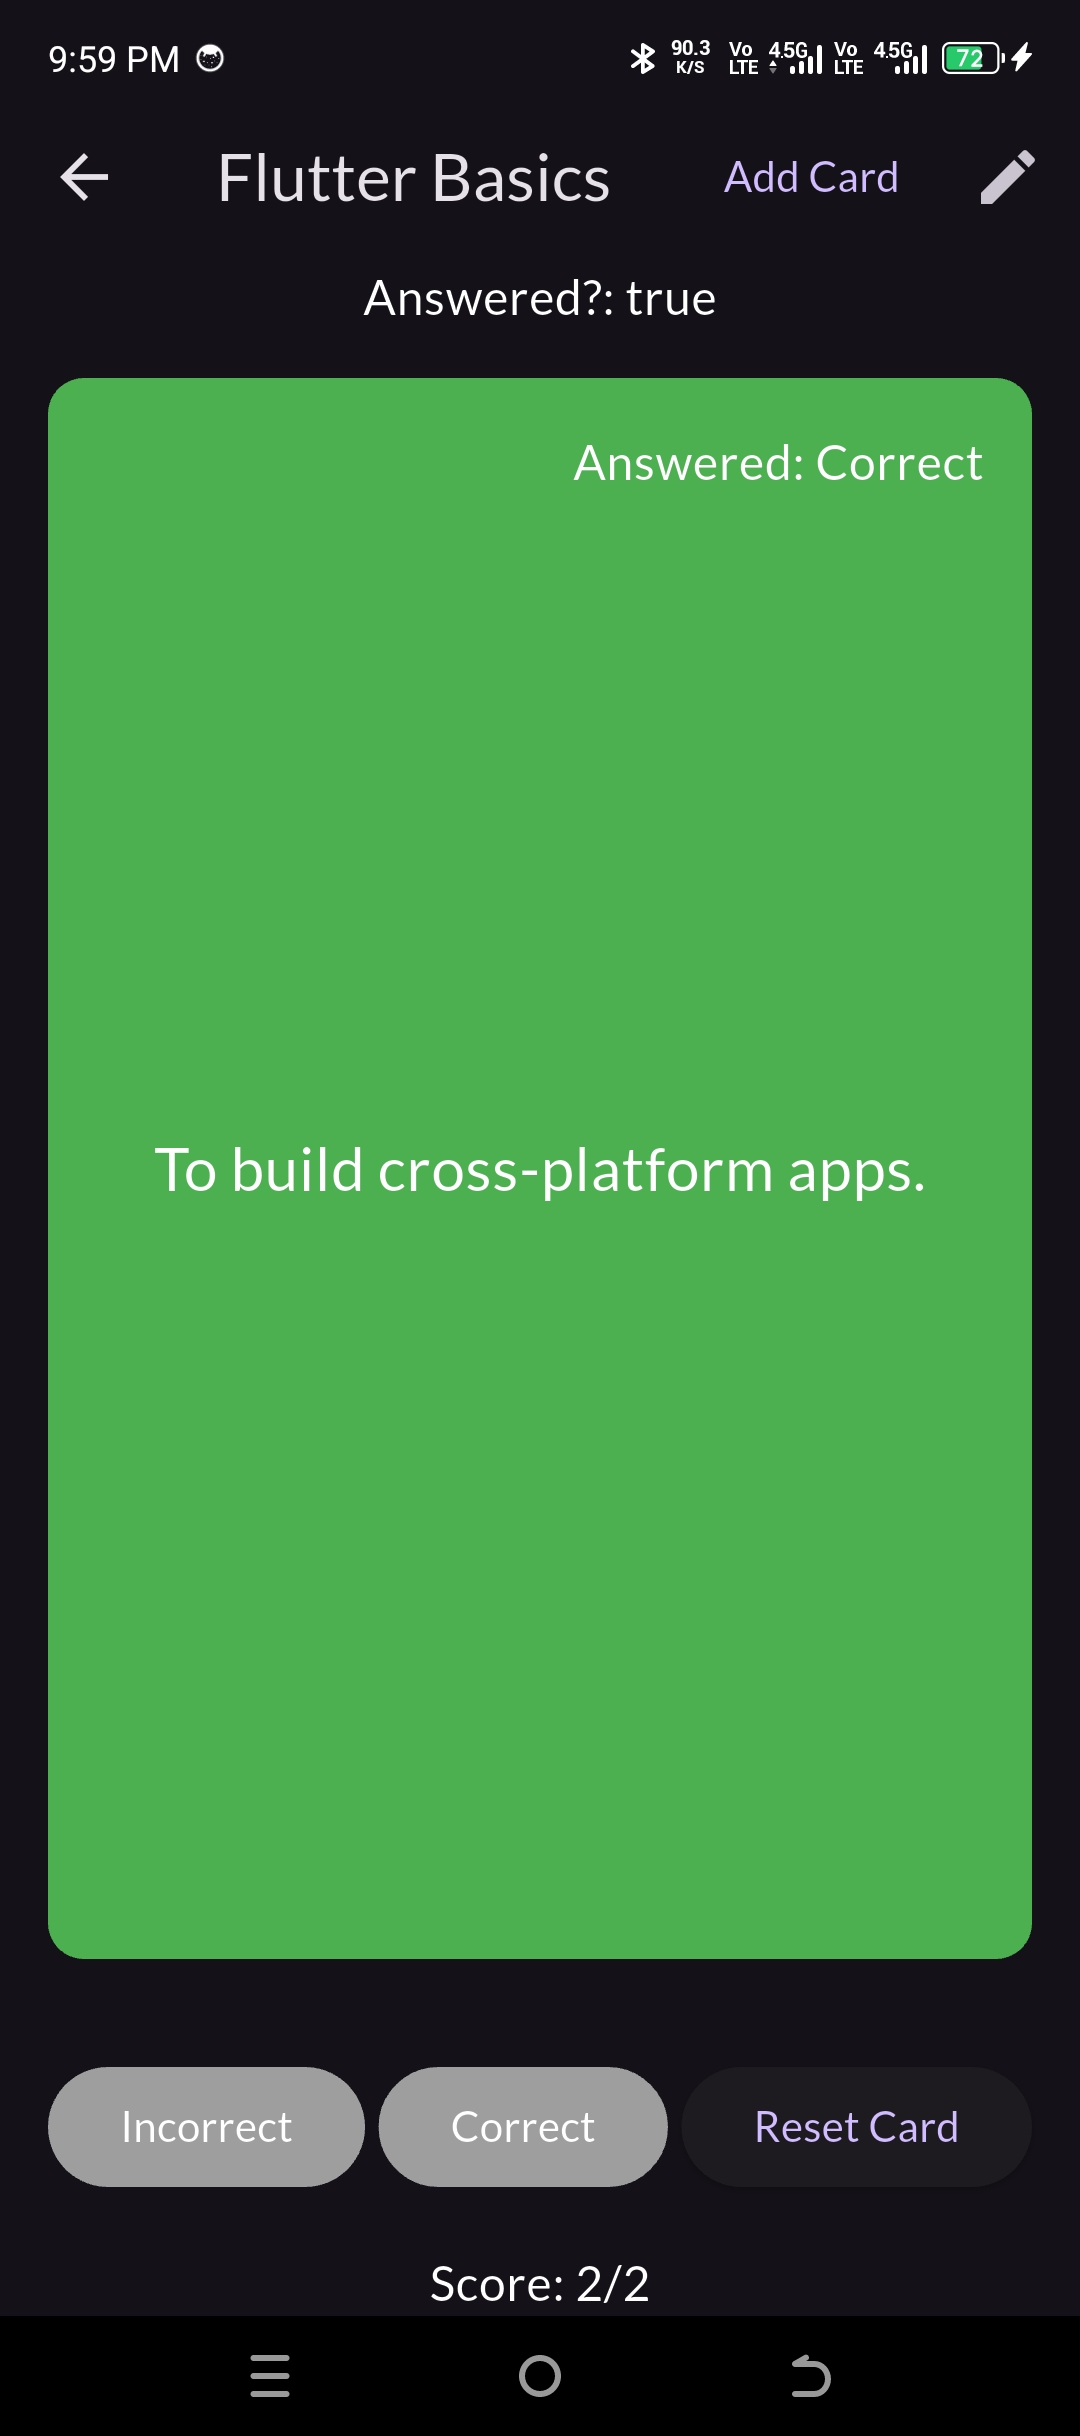 9:59 PM
90.3 K/S Vo LTE 4.5G Vo LTE 4.5G 72
Flutter Basics Add Card
Answered?: true
Answered: Correct
To build cross-platform apps.
Incorrect Correct Reset Card
Score: 2/2